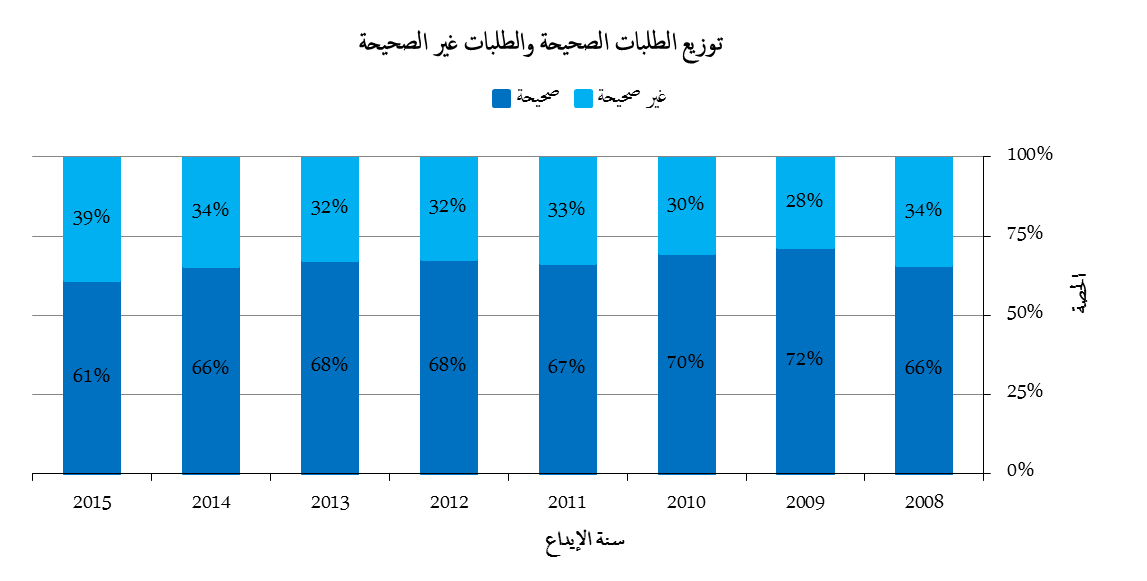 توزيع الطلبات الصحيحة والطلبات غير الصحيحة
صحيحة غير صحيحة
100%
39% 34% 32% 32% 33% 30% 28% 34%
75%
الحصة
50%
61% 66% 68% 68% 67% 70% 72% 66%
25%
0%
2015 2014 2013 2012 2011 2010 2009 2008
سنة الإيداع